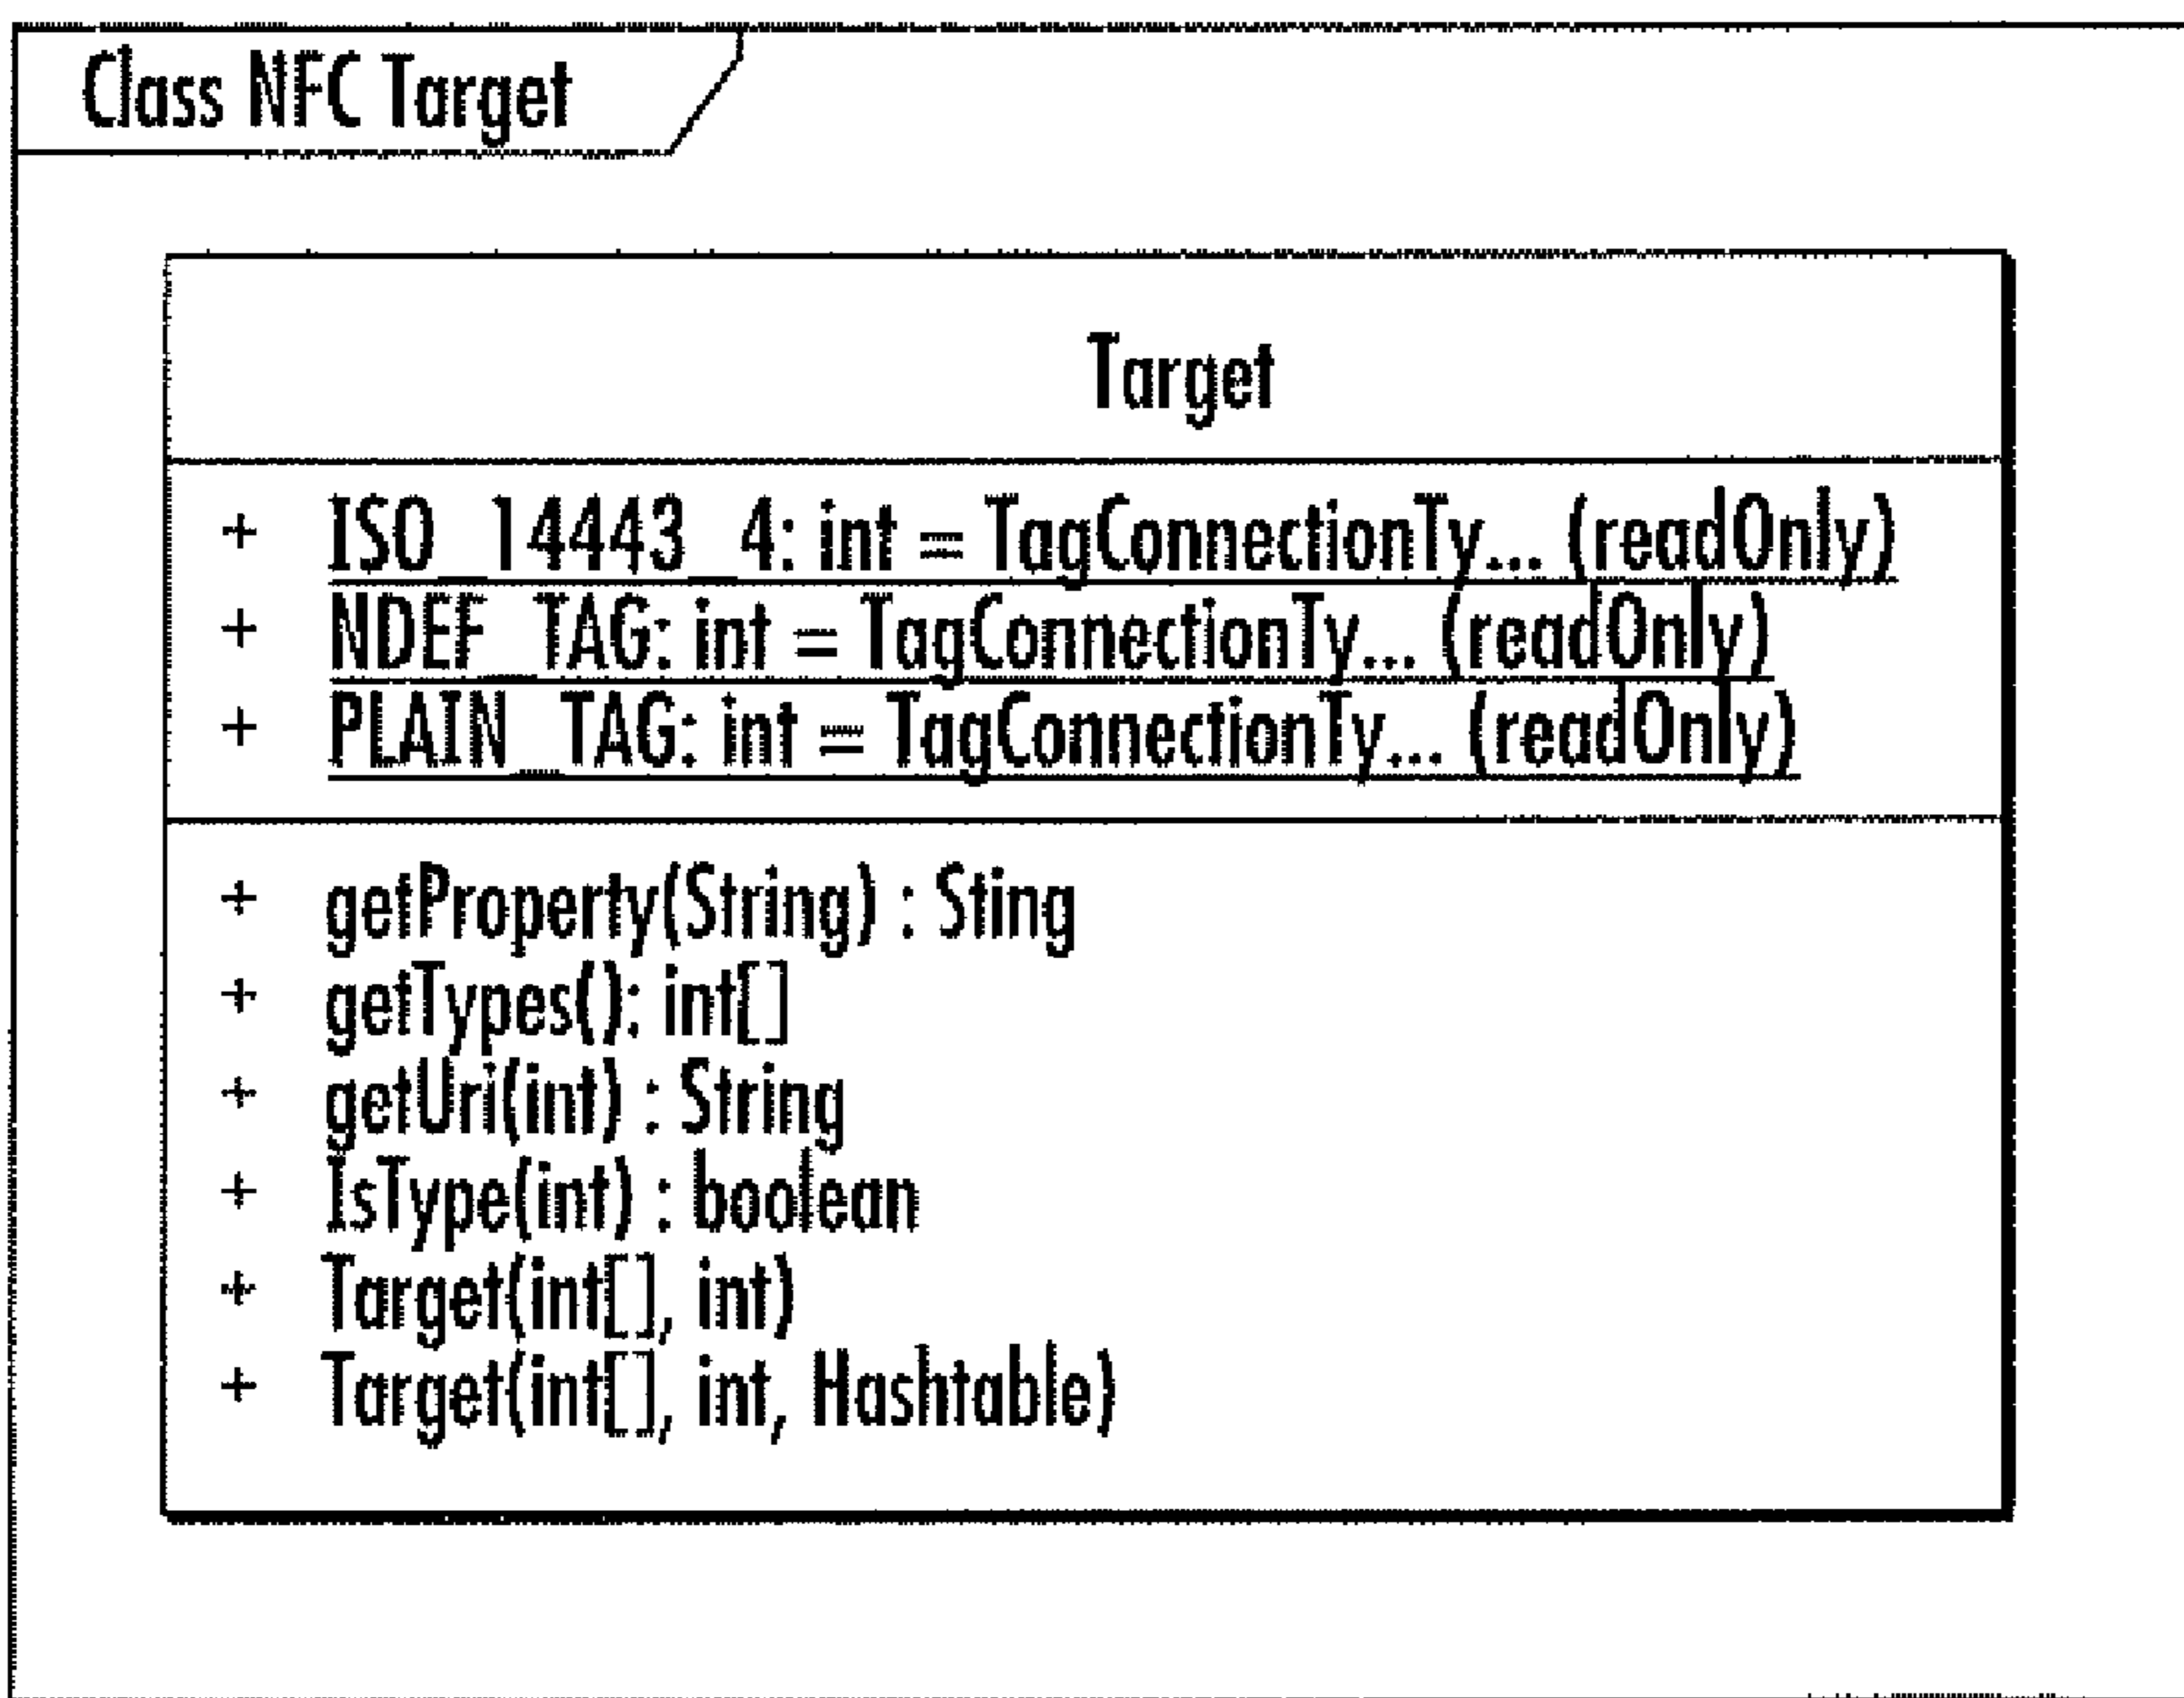 Class NFC Target
Target
+ ISO_14443_4: int = TagConnectionTy... (readOnly)
+ NDEF_TAG: int = TagConnectionTy... (readOnly)
+ PLAIN_TAG: int = TagConnectionTy... (readOnly)
+ getProperty(String) : Sting
+ getTypes(): int[]
+ getUri(int) : String
+ IsType(int) : boolean
+ Target(int[], int)
+ Target(int[], int, Hashtable)